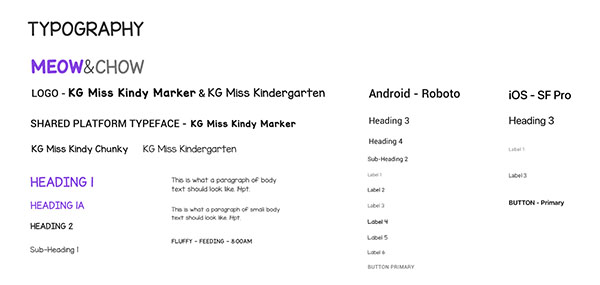 TYPOGRAPHY
MEOW&CHOW
LOGO - KG Miss Kindy Marker & KG Miss Kindergarten
SHARED PLATFORM TYPEFACE - KG Miss Kindy Marker
KG Miss Kindy Chunky KG Miss Kindergarten
HEADING 1
HEADING 1A
HEADING 2
Sub-Heading 1
This is what a paragraph of body
text should look like. 14pt.
This is what a paragraph of small body
text should look like. 14pt.
FLUFFY - FEEDING - 8:00AM
Android - Roboto
Heading 3
Heading 4
Sub-Heading 2
Label 1
Label 2
Label 3
Label 4
Label 5
Label 6
BUTTON PRIMARY
iOS - SF Pro
Heading 3
Label 1
Label 3
BUTTON - Primary